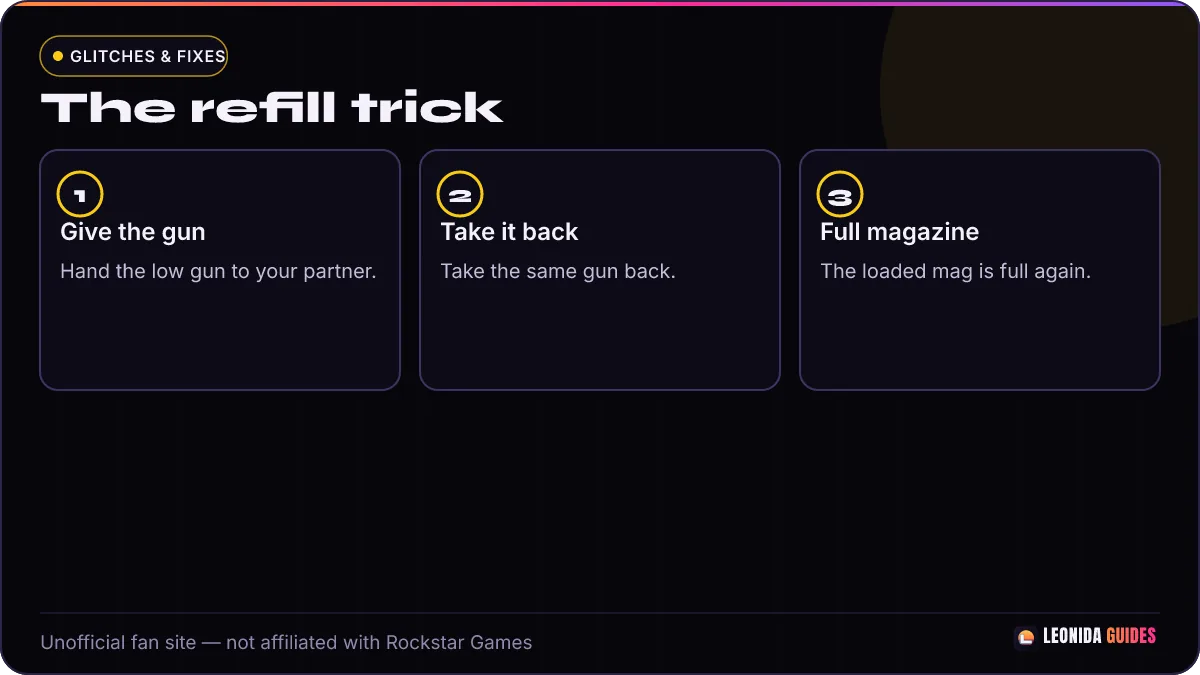 GLITCHES & FIXES
The refill trick
1
Give the gun
Hand the low gun to your partner.
2
Take it back
Take the same gun back.
3
Full magazine
The loaded mag is full again.
Unofficial fan site — not affiliated with Rockstar Games
LEONIDA GUIDES